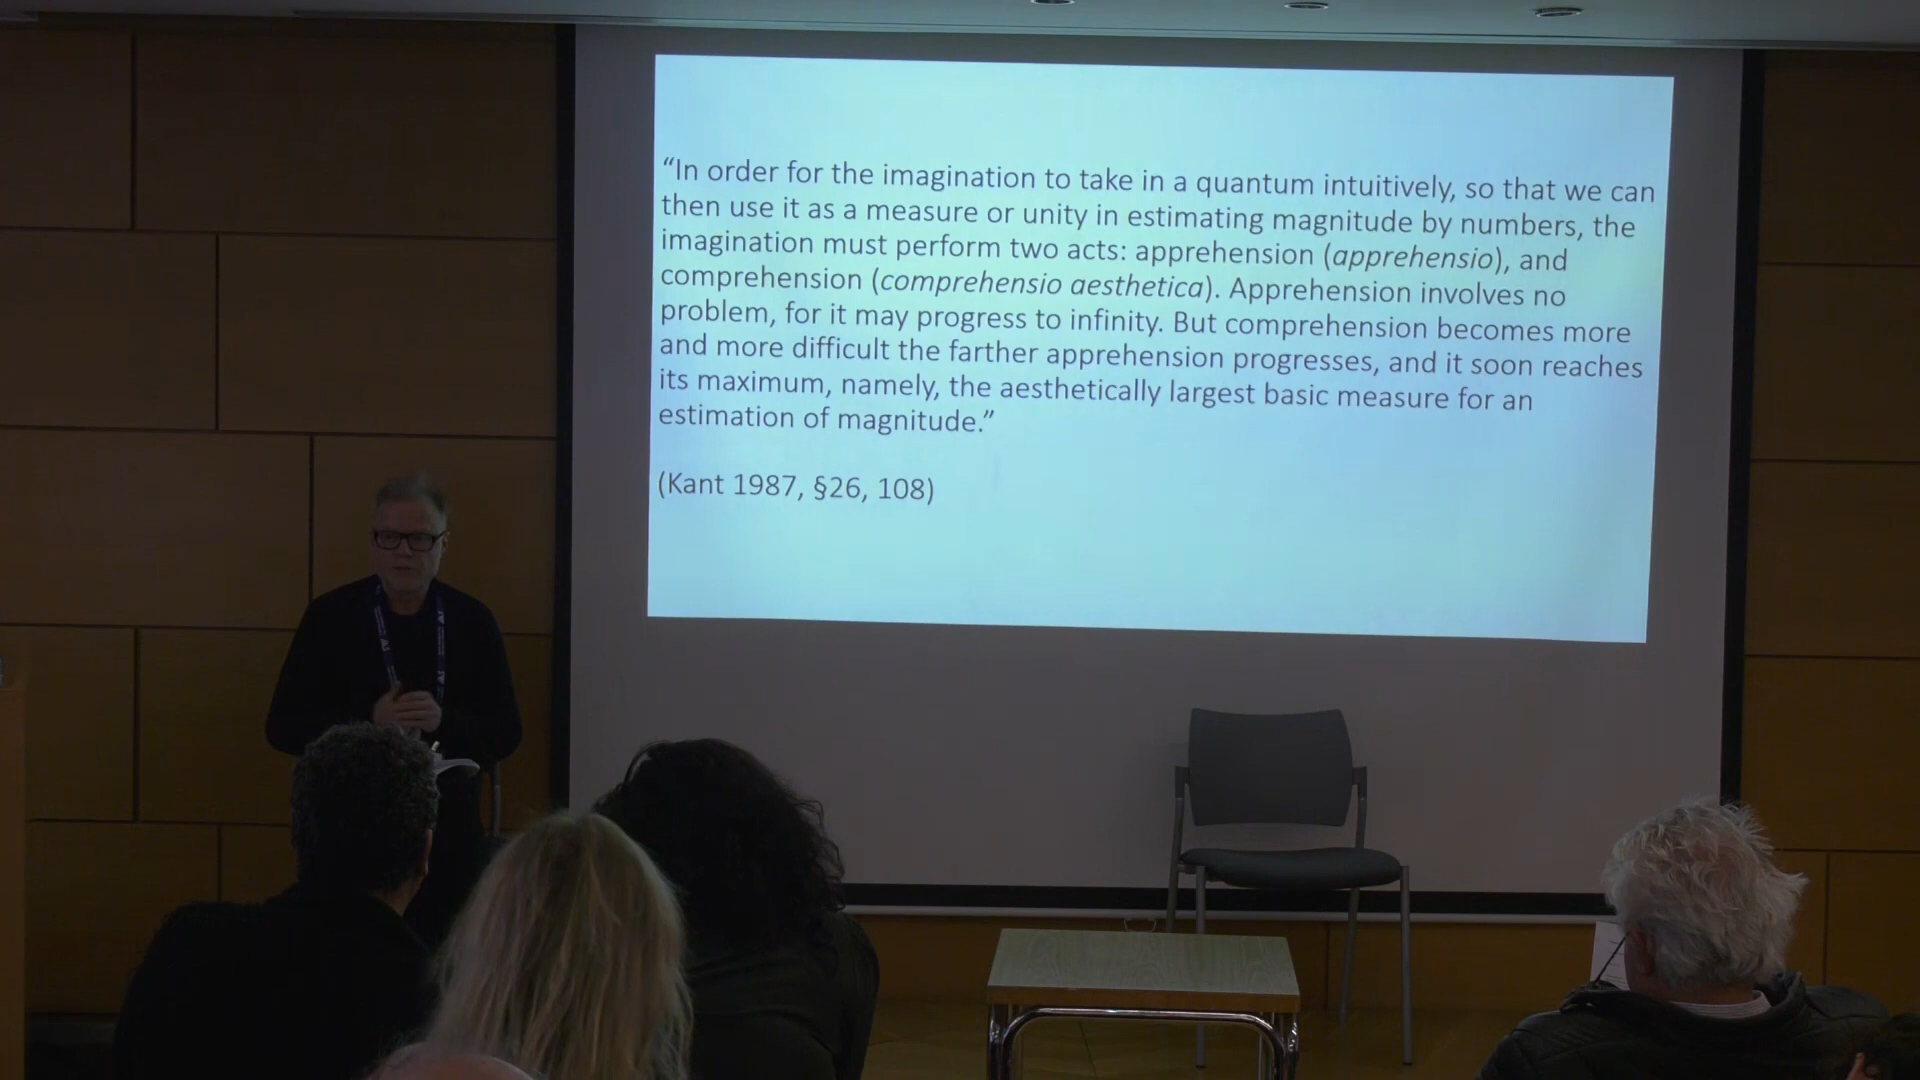 “In order for the imagination to take in a quantum intuitively, so that we can
then use it as a measure or unity in estimating magnitude by numbers, the
imagination must perform two acts: apprehension (apprehensio), and
comprehension (comprehensio aesthetica). Apprehension involves no
problem, for it may progress to infinity. But comprehension becomes more
and more difficult the farther apprehension progresses, and it soon reaches
its maximum, namely, the aesthetically largest basic measure for an
estimation of magnitude.”
(Kant 1987, §26, 108)